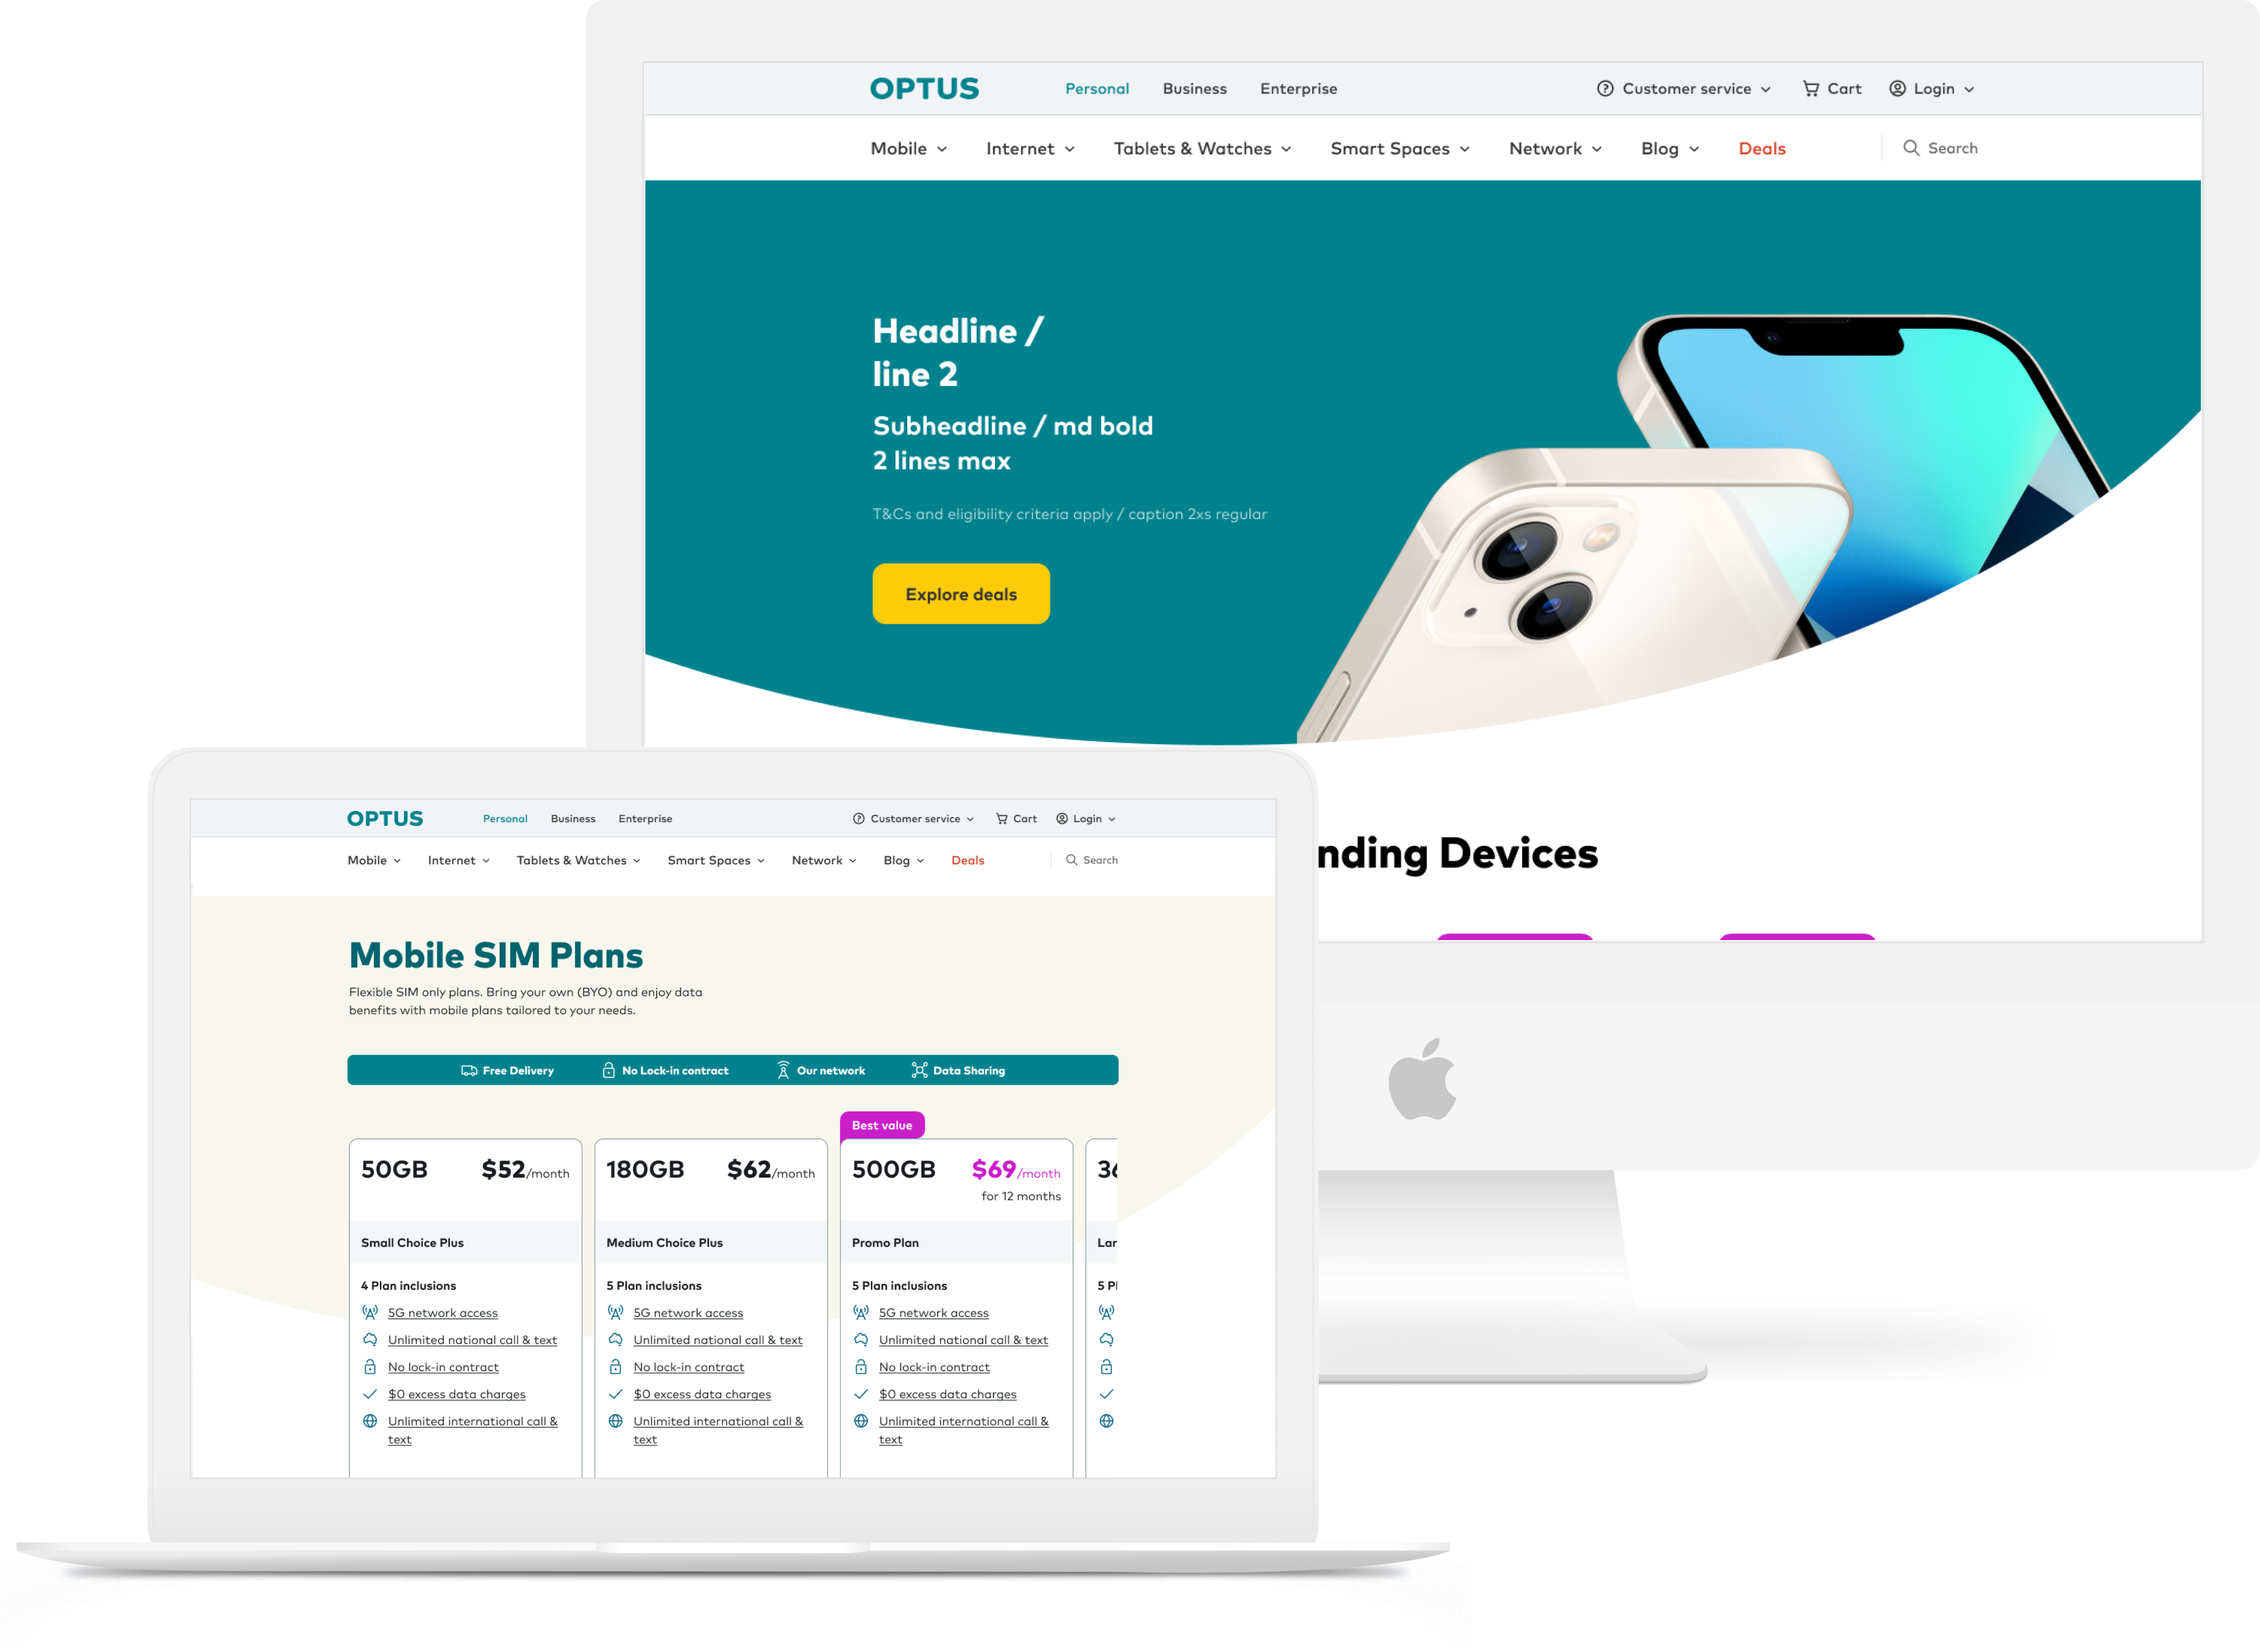 OPTUS Personal Business Enterprise Customer service Cart Login
Mobile Internet Tablets & Watches Smart Spaces Network Blog Deals Search
Headline /
line 2
Subheadline / md bold
2 lines max
T&Cs and eligibility criteria apply / caption 2xs regular
Explore deals
nding Devices
OPTUS Personal Business Enterprise Customer service Cart Login
Mobile Internet Tablets & Watches Smart Spaces Network Blog Deals Search
Mobile SIM Plans
Flexible SIM only plans. Bring your own (BYO) and enjoy data
benefits with mobile plans tailored to your needs.
Free Delivery No Lock-in contract Our network Data Sharing
50GB $52/month
Small Choice Plus
4 Plan inclusions
5G network access
Unlimited national call & text
No lock-in contract
$0 excess data charges
Unlimited international call &
text
180GB $62/month
Medium Choice Plus
5 Plan inclusions
5G network access
Unlimited national call & text
No lock-in contract
$0 excess data charges
Unlimited international call &
text
Best value
500GB $69/month
for 12 months
Promo Plan
5 Plan inclusions
5G network access
Unlimited national call & text
No lock-in contract
$0 excess data charges
Unlimited international call &
text
Lar
5 Pl